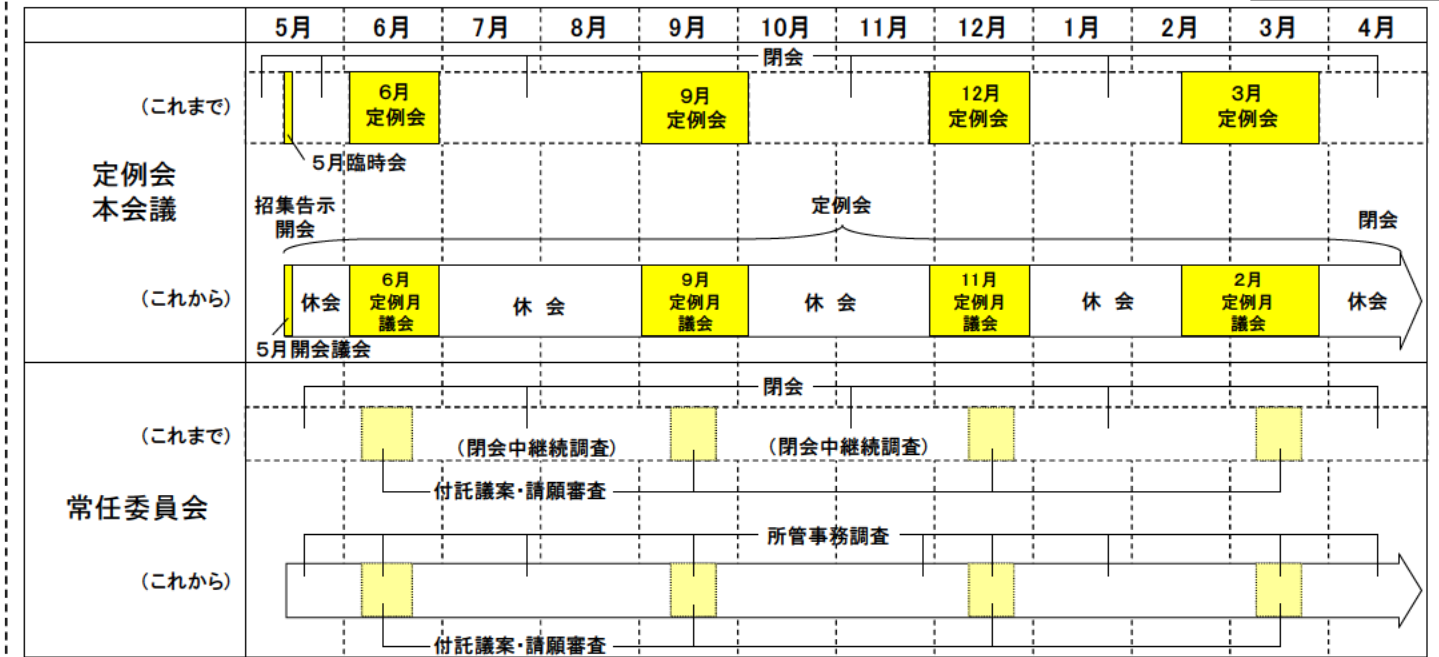 5月 6月 7月 8月 9月 10月 11月 12月 1月 2月 3月 4月
定例会
本会議
(これまで)
閉会
6月
定例会
9月
定例会
12月
定例会
3月
定例会
5月臨時会
招集告示
開会
定例会
閉会
(これから)
休会
6月
定例月
議会
休 会
9月
定例月
議会
休 会
11月
定例月
議会
休 会
2月
定例月
議会
休会
5月開会議会
常任委員会
(これまで)
閉会
(閉会中継続調査)
(閉会中継続調査)
付託議案・請願審査
(これから)
所管事務調査
付託議案・請願審査